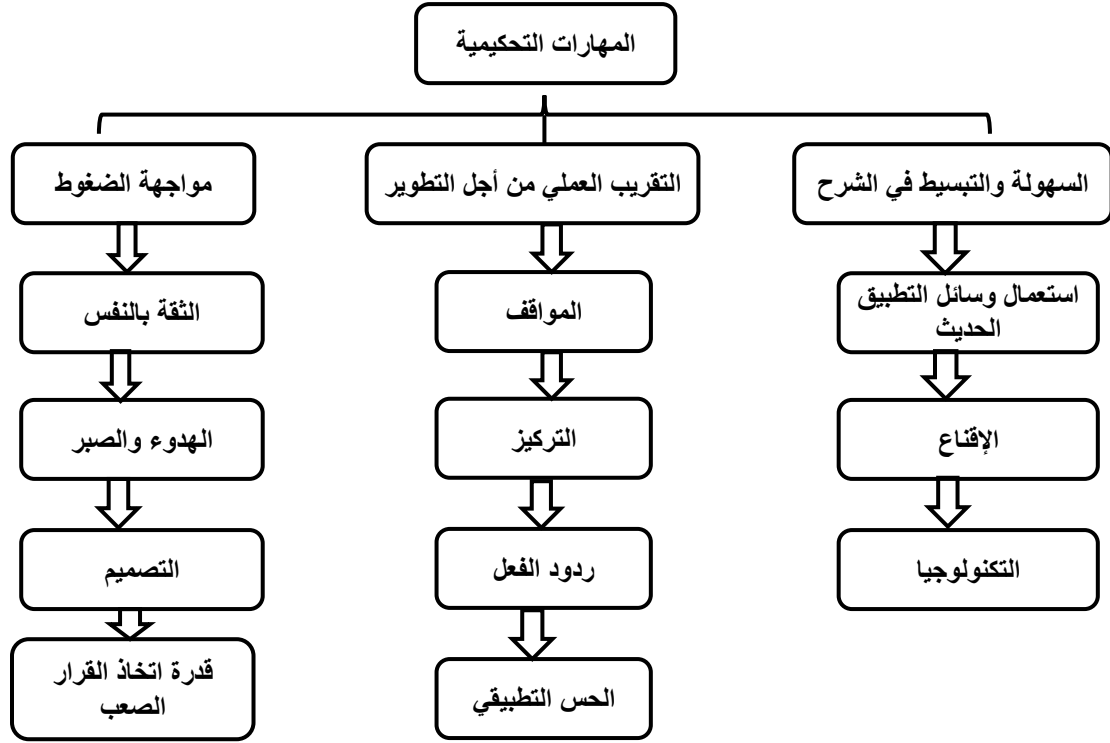 المهارات التحكيمية
السهولة والتبسيط في الشرح
التقريب العملي من أجل التطوير
مواجهة الضغوط
استعمال وسائل التطبيق
الحديث
المواقف
الثقة بالنفس
الإقناع
التركيز
الهدوء والصبر
التكنولوجيا
ردود الفعل
التصميم
الحس التطبيقي
قدرة اتخاذ القرار
الصعب